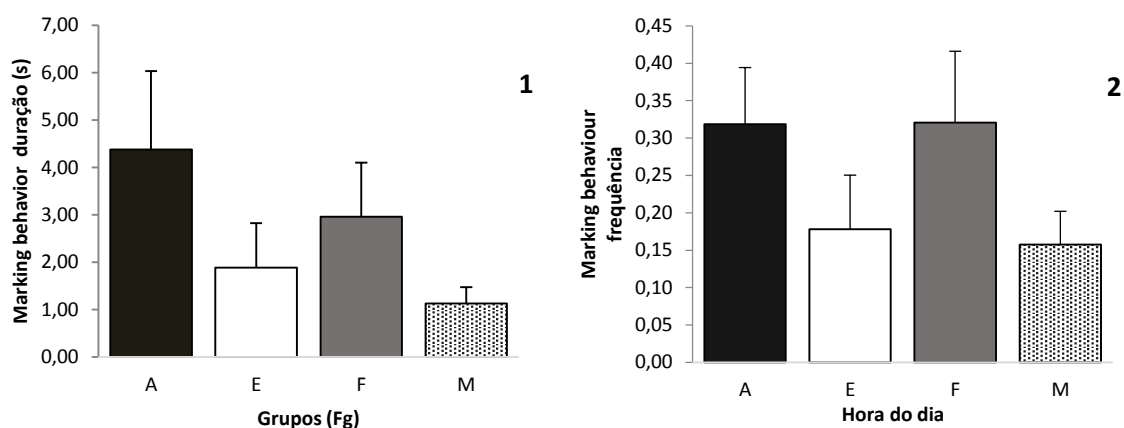 Marking behavior duração (s)
7,00
6,00
5,00
4,00
3,00
2,00
1,00
0,00
1
A E F M
Grupos (Fg)
Marking behaviour
frequência
0,45
0,40
0,35
0,30
0,25
0,20
0,15
0,10
0,05
0,00
2
A E F M
Hora do dia